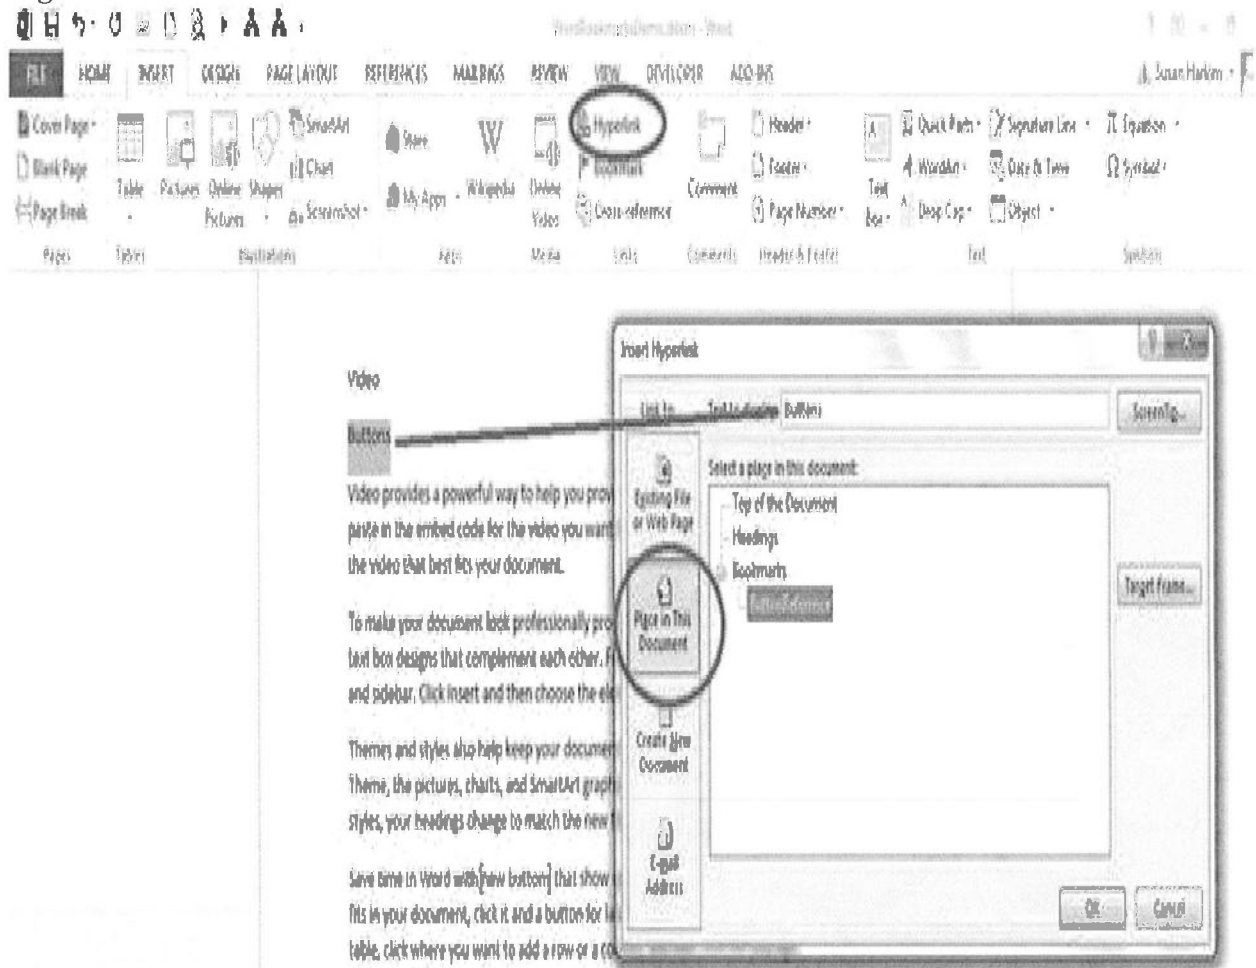 WordBookmarksDemo.docm - Word
FILE HOME INSERT DESIGN PAGE LAYOUT REFERENCES MAILINGS REVIEW VIEW DEVELOPER ADD-INS Susan Harkins
Cover Page
Blank Page
Page Break
Table
Pictures
Online Pictures
Shapes
SmartArt
Chart
Screenshot
Store
My Apps
Wikipedia
Online Video
Hyperlink
Bookmark
Cross-reference
Comment
Header
Footer
Page Number
Text Box
Quick Parts
WordArt
Drop Cap
Signature Line
Date & Time
Object
Equation
Symbol
Pages Tables Illustrations Apps Media Links Comments Header & Footer Text Symbols
Video
Buttons
Video provides a powerful way to help you prov
paste in the embed code for the video you want
the video that best fits your document.
To make your document look professionally pro
text box designs that complement each other. F
and sidebar. Click Insert and then choose the ele
Themes and styles also help keep your documen
Theme, the pictures, charts, and SmartArt graph
styles, your headings change to match the new
Save time in Word with [new button] that show
fits in your document, click it and a button for la
table, click where you want to add a row or a co
Insert Hyperlink
Link to:
Text to display: Buttons
ScreenTip...
Select a place in this document:
Existing File
or Web Page
Place in This
Document
Create New
Document
E-mail
Address
Top of the Document
Headings
Bookmarks
ButtonReference
Target Frame...
OK Cancel